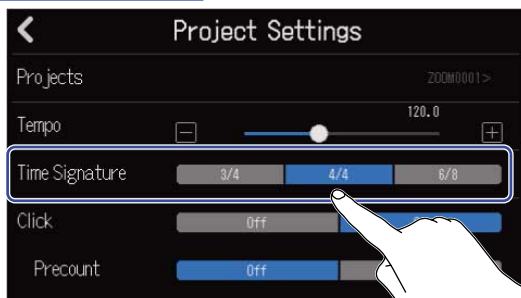 Project Settings
Projects ZOOM0001>
Tempo 120.0
Time Signature 3/4 4/4 6/8
Click Off
Precount Off